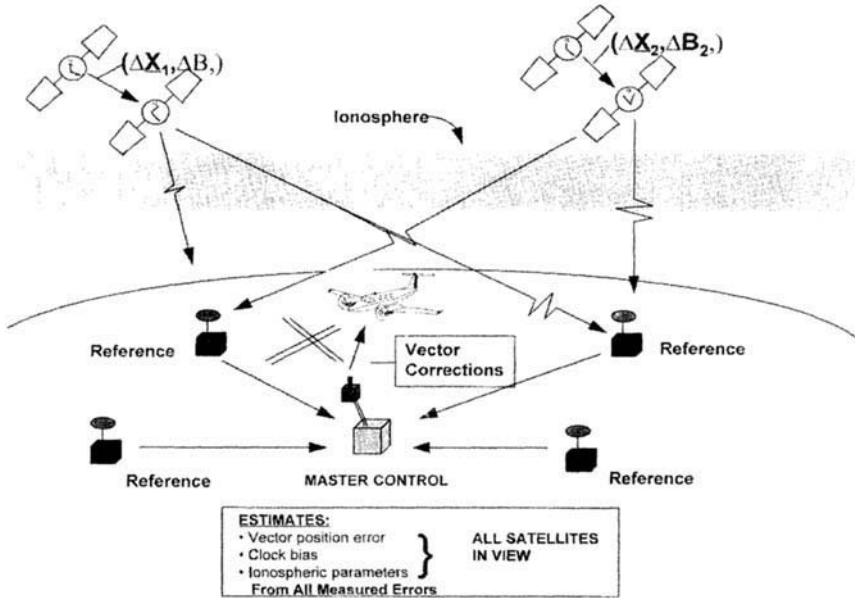 (ΔX₁,ΔB,)
(ΔX₂,ΔB₂,)
Ionosphere
Reference
Vector
Corrections
Reference
Reference
MASTER CONTROL
Reference
ESTIMATES:
• Vector position error
• Clock bias
• Ionospheric parameters
ALL SATELLITES
IN VIEW
From All Measured Errors